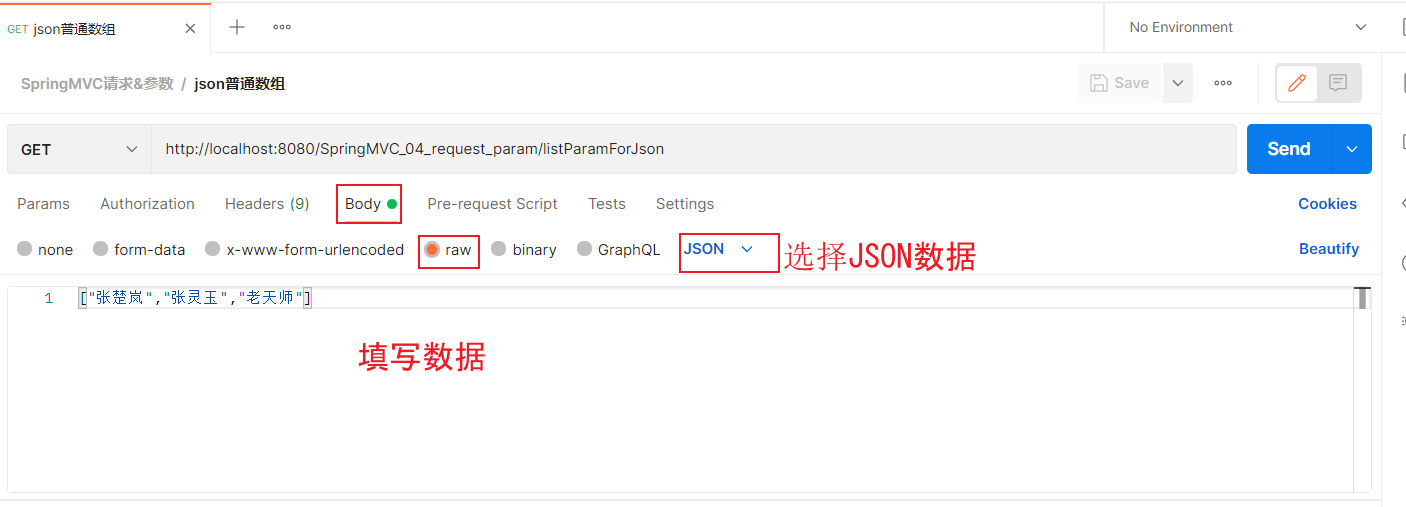 GET json普通数组
No Environment
SpringMVC请求&参数 / json普通数组
Save
GET http://localhost:8080/SpringMVC_04_request_param/listParamForJson Send
Params Authorization Headers (9) Body Pre-request Script Tests Settings Cookies
none form-data x-www-form-urlencoded raw binary GraphQL JSON 选择JSON数据 Beautify
1 ["张楚岚","张灵玉","老天师"]
填写数据